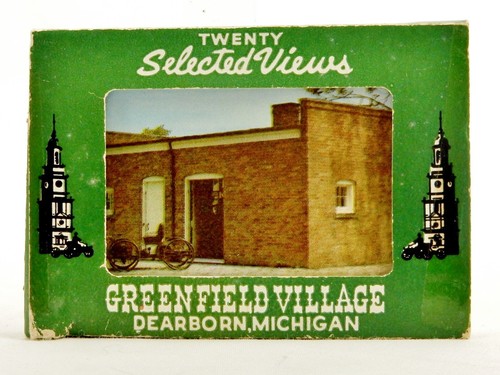 TWENTY
Selected Views
GREENFIELD VILLAGE
DEARBORN, MICHIGAN